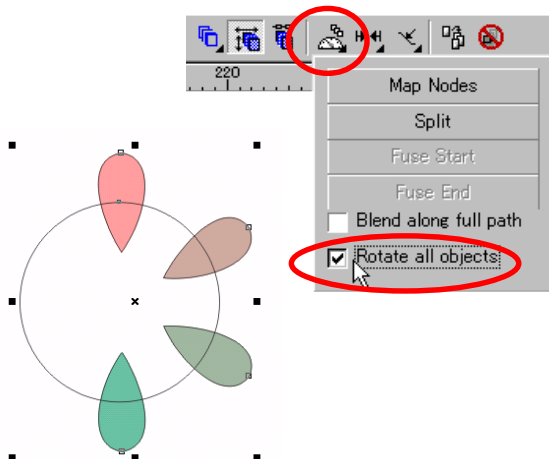 220
Map Nodes
Split
Fuse Start
Fuse End
Blend along full path
Rotate all objects